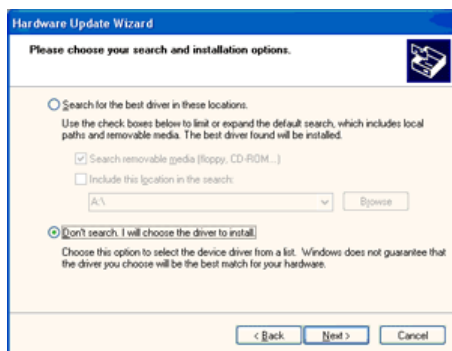 Hardware Update Wizard
Please choose your search and installation options.
Search for the best driver in these locations.
Use the check boxes below to limit or expand the default search, which includes local
paths and removable media. The best driver found will be installed.
Search removable media (floppy, CD-ROM...)
Include this location in the search:
A:\
Browse
Don't search. I will choose the driver to install.
Choose this option to select the device driver from a list. Windows does not guarantee that
the driver you choose will be the best match for your hardware.
< Back
Next >
Cancel